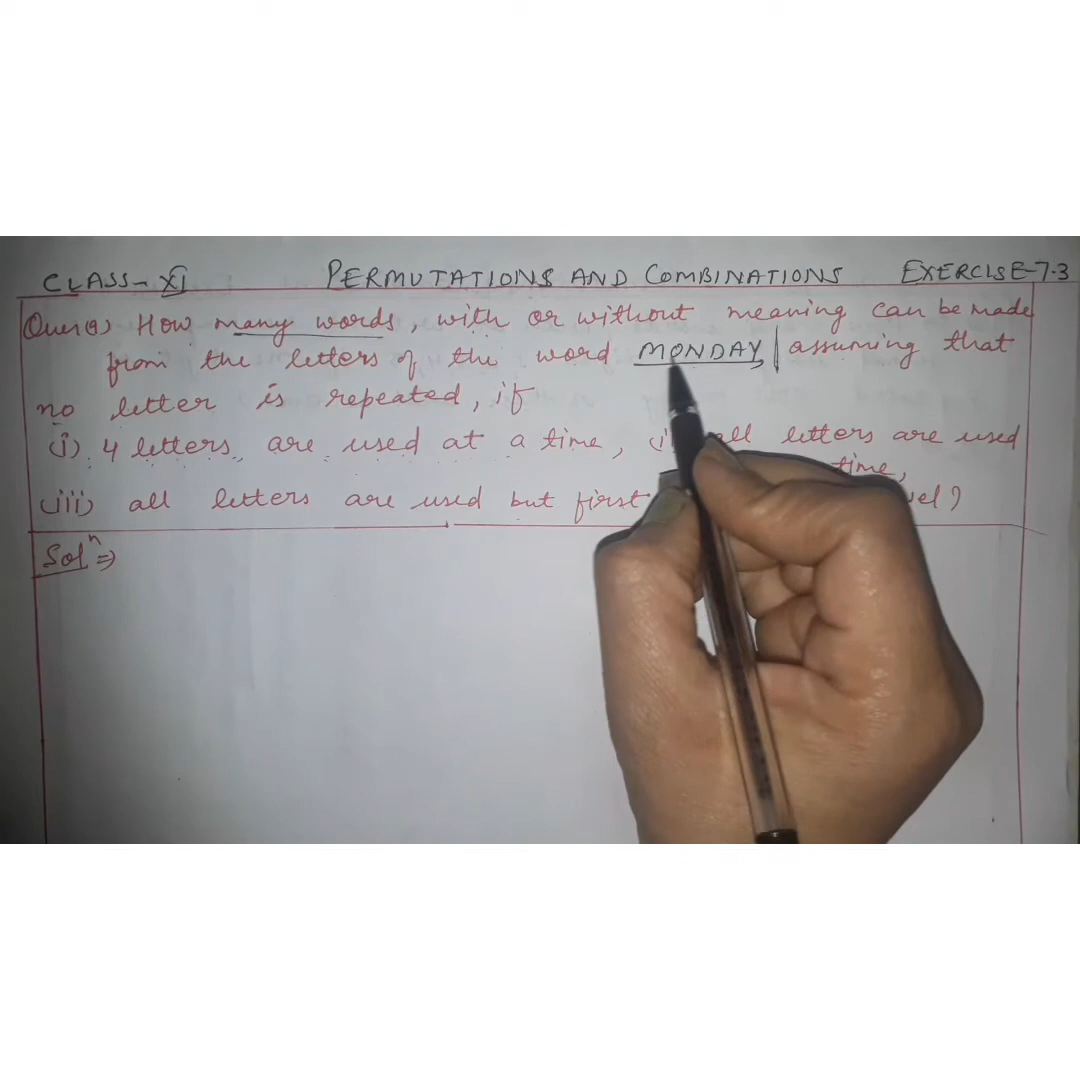 CLASS-XI PERMUTATIONS AND COMBINATIONS EXERCISE-7.3
How many words, with or without meaning can be made
from the letters of the word MONDAY, assuming that
no letter is repeated, if
(i) 4 letters are used at a time, all letters are used
time,
(iii) all letters are used but first
Solⁿ⇒